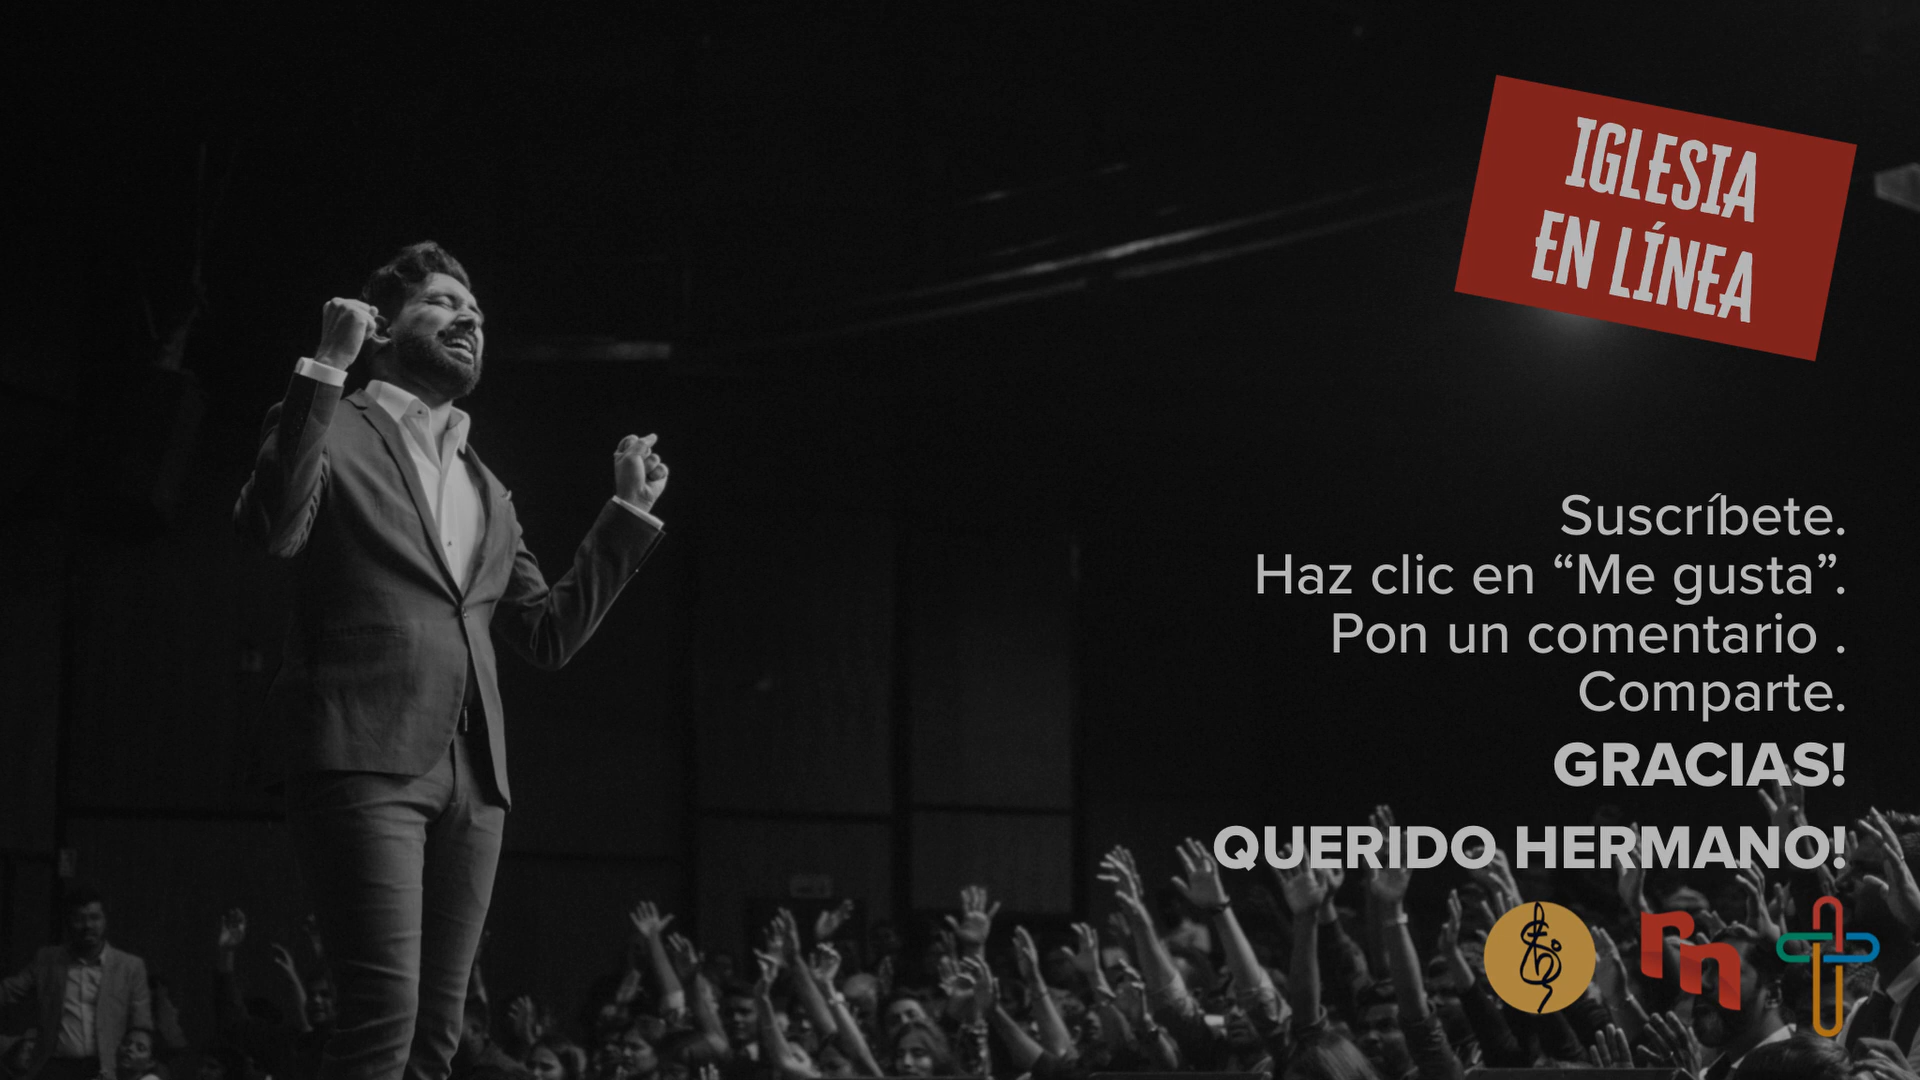 IGLESIA
EN LÍNEA
Suscríbete.
Haz clic en “Me gusta”.
Pon un comentario .
Comparte.
GRACIAS!
QUERIDO HERMANO!